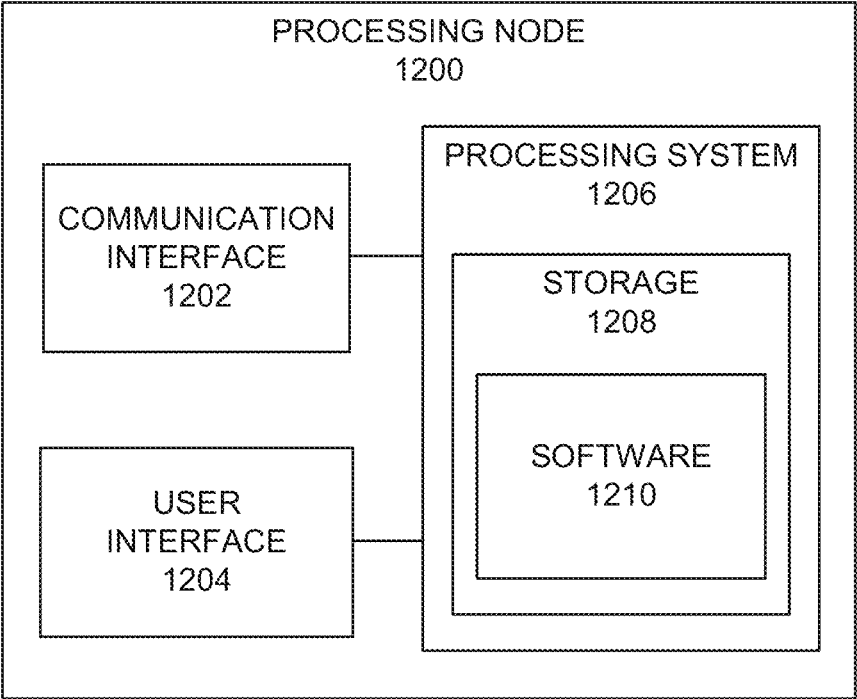 PROCESSING NODE
1200
COMMUNICATION
INTERFACE
1202
USER
INTERFACE
1204
PROCESSING SYSTEM
1206
STORAGE
1208
SOFTWARE
1210